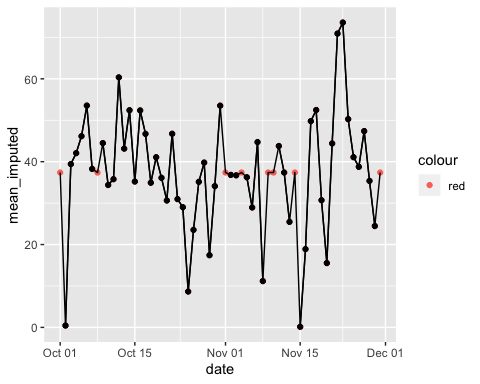 60
40
20
0
mean_imputed
Oct 01
Oct 15
Nov 01
Nov 15
Dec 01
date
colour
red